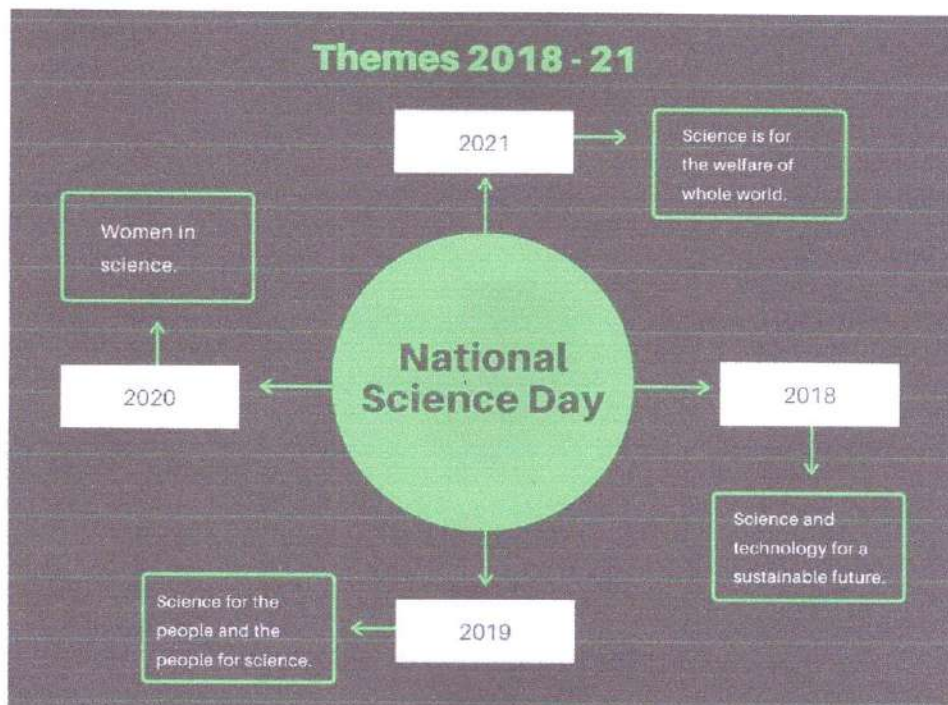 Themes 2018 - 21
2021
Science is for
the welfare of
whole world.
Women in
science.
National
Science Day
2020
2018
Science and
technology for a
sustainable future.
Science for the
people and the
people for science.
2019